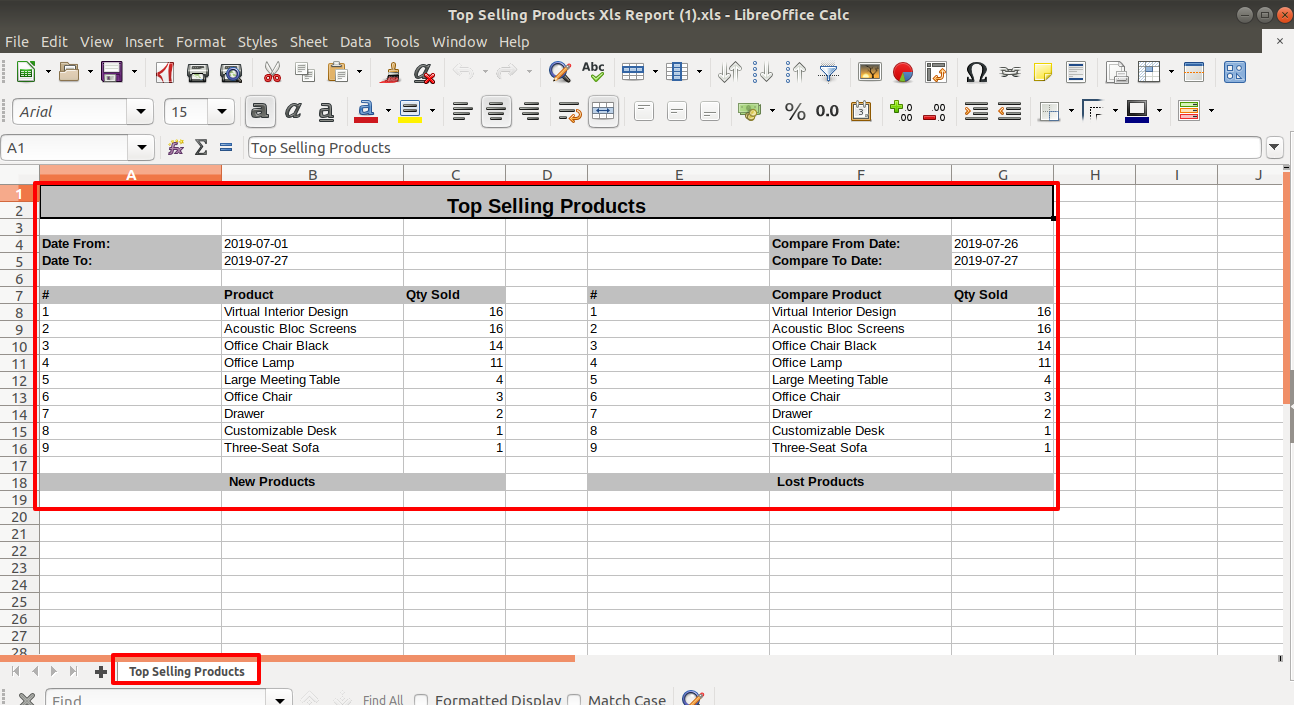 Top Selling Products Xls Report (1).xls - LibreOffice Calc
File Edit View Insert Format Styles Sheet Data Tools Window Help
Arial 15
A1 Top Selling Products
A B C D E F G H I J
1 Top Selling Products
2
3
4 Date From: 2019-07-01 Compare From Date: 2019-07-26
5 Date To: 2019-07-27 Compare To Date: 2019-07-27
6
7 # Product Qty Sold # Compare Product Qty Sold
8 1 Virtual Interior Design 16 1 Virtual Interior Design 16
9 2 Acoustic Bloc Screens 16 2 Acoustic Bloc Screens 16
10 3 Office Chair Black 14 3 Office Chair Black 14
11 4 Office Lamp 11 4 Office Lamp 11
12 5 Large Meeting Table 4 5 Large Meeting Table 4
13 6 Office Chair 3 6 Office Chair 3
14 7 Drawer 2 7 Drawer 2
15 8 Customizable Desk 1 8 Customizable Desk 1
16 9 Three-Seat Sofa 1 9 Three-Seat Sofa 1
17
18 New Products Lost Products
19
20
21
22
23
24
25
26
27
28
Top Selling Products
Find Find All Formatted Display Match Case